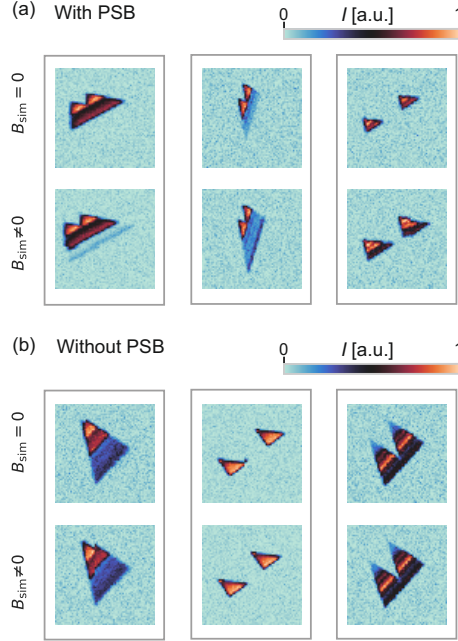 (a) With PSB
0 I [a.u.] 1
B_sim = 0
B_sim ≠ 0
(b) Without PSB
0 I [a.u.] 1
B_sim = 0
B_sim ≠ 0